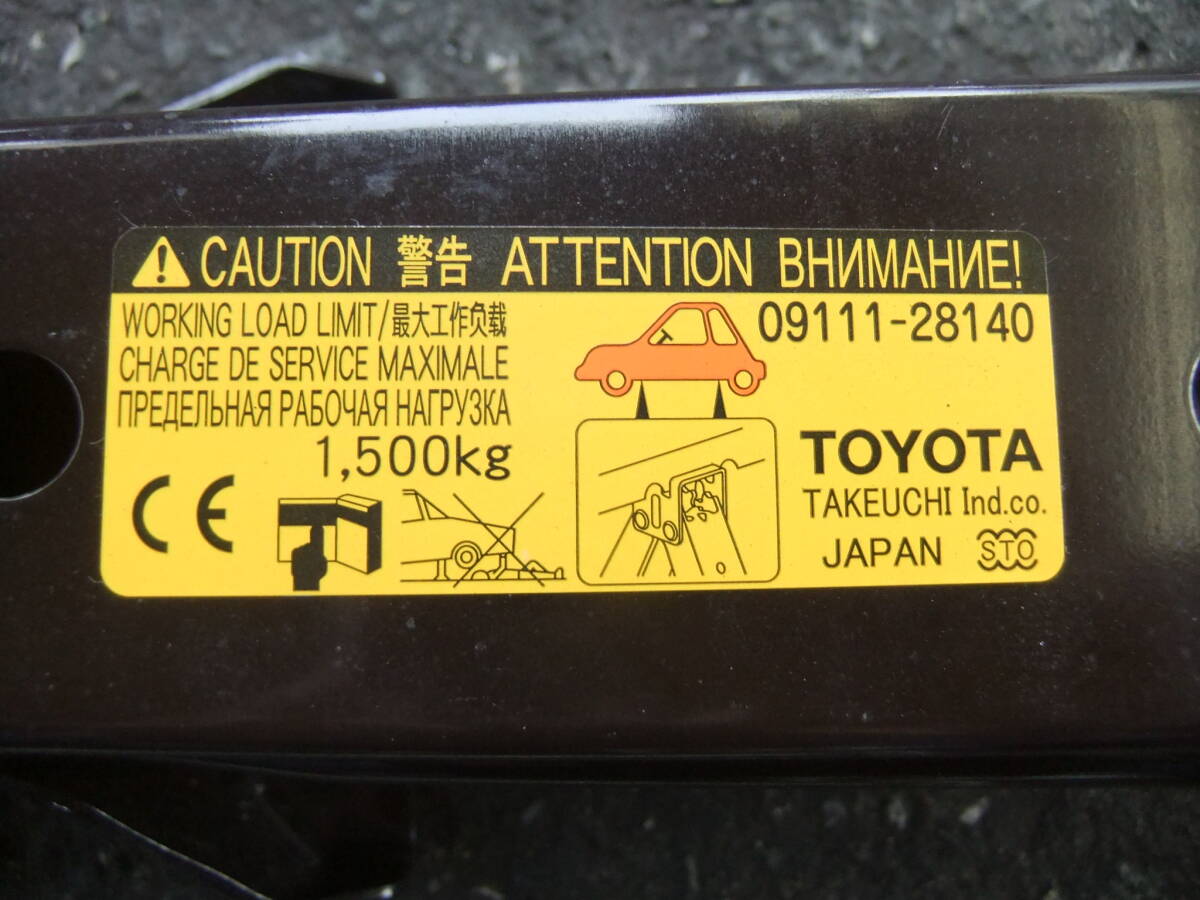 CAUTION 警告 ATTENTION ВНИМАНИЕ!
WORKING LOAD LIMIT/最大工作负载
CHARGE DE SERVICE MAXIMALE
ПРЕДЕЛЬНАЯ РАБОЧАЯ НАГРУЗКА
1,500kg
CE
09111-28140
TOYOTA
TAKEUCHI Ind.co.
JAPAN STO